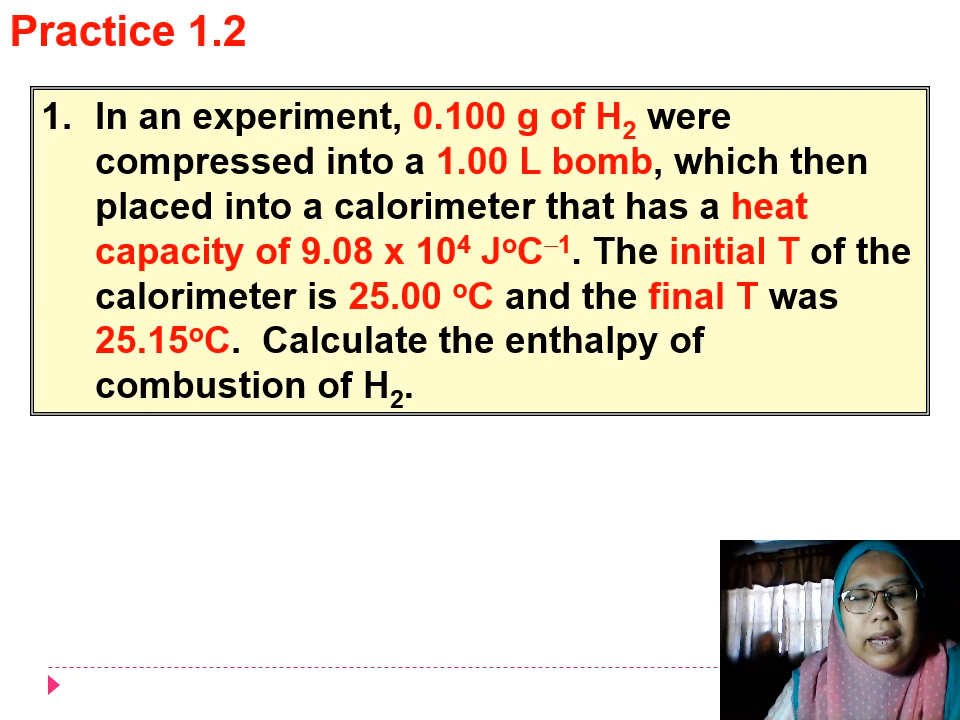 Practice 1.2
1. In an experiment, 0.100 g of H₂ were
compressed into a 1.00 L bomb, which then
placed into a calorimeter that has a heat
capacity of 9.08 x 10⁴ JºC⁻¹. The initial T of the
calorimeter is 25.00 ºC and the final T was
25.15ºC. Calculate the enthalpy of
combustion of H₂.